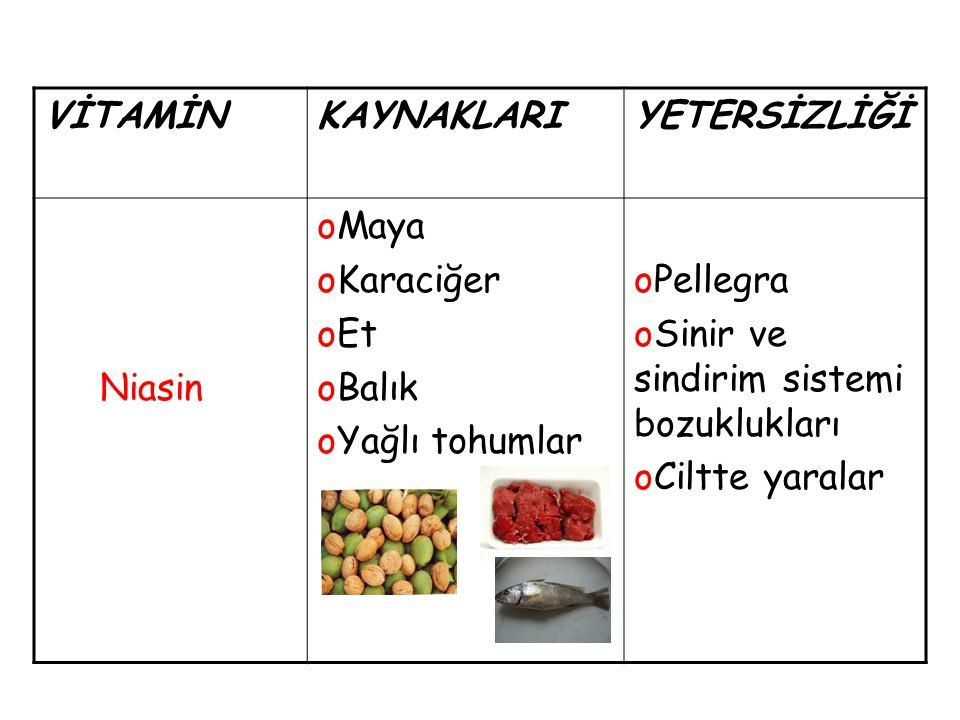 VİTAMİN
KAYNAKLARI
YETERSİZLİĞİ
Niasin
oMaya
oKaraciğer
oEt
oBalık
oYağlı tohumlar
oPellegra
oSinir ve
sindirim sistemi
bozuklukları
oCiltte yaralar